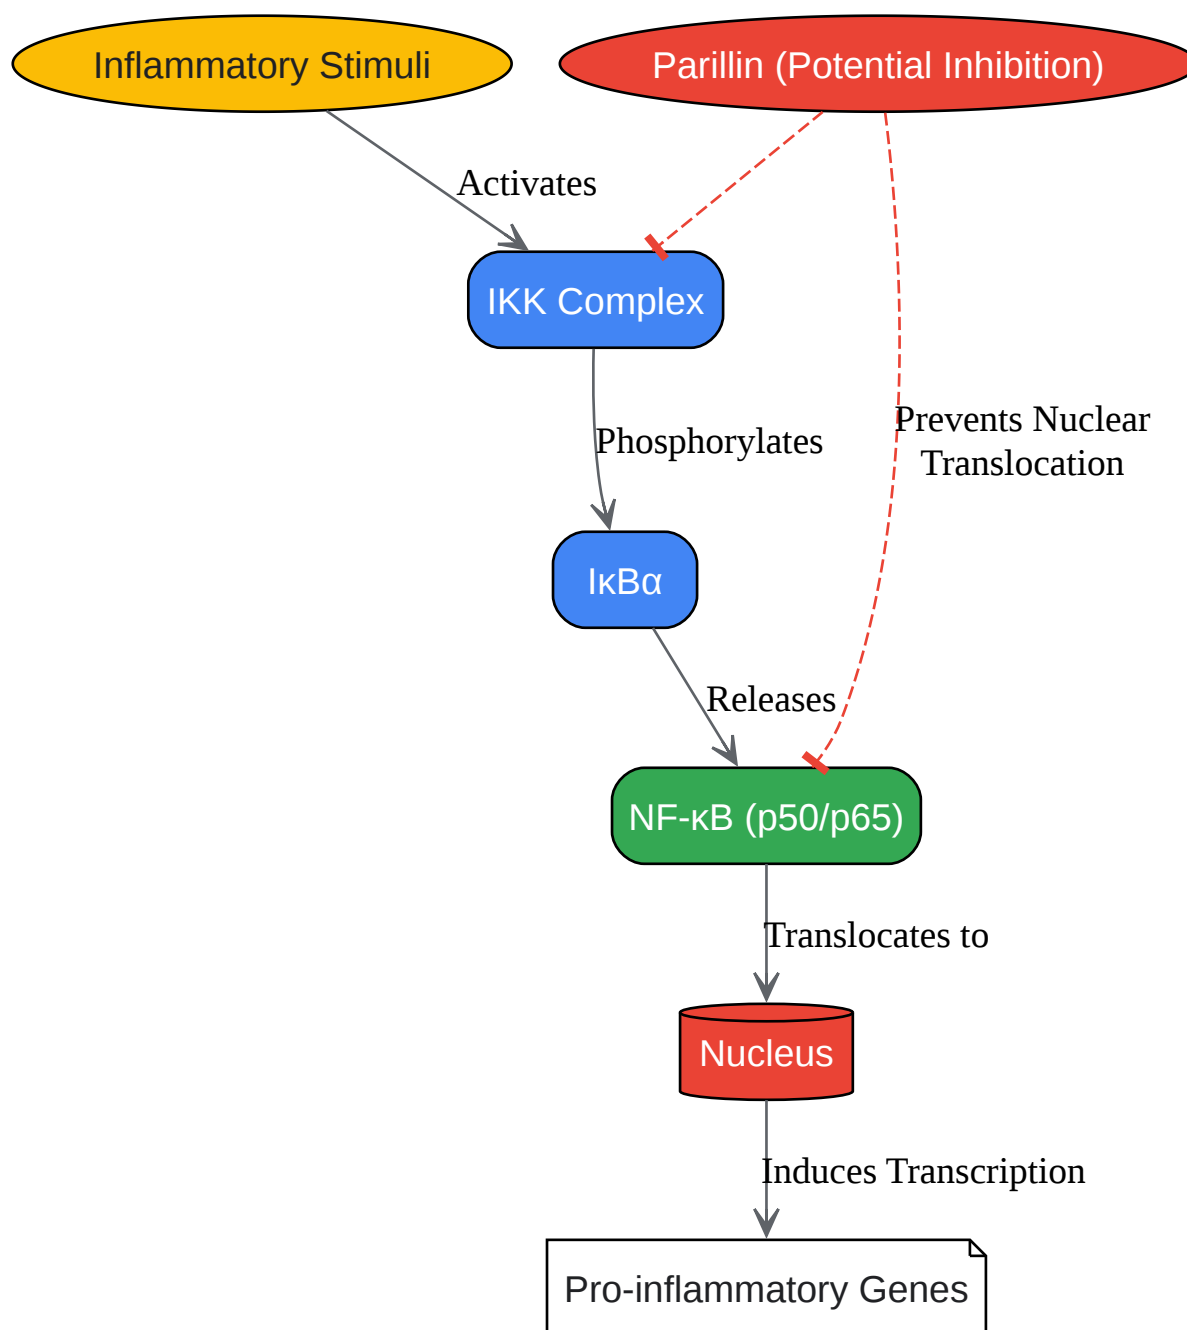 Inflammatory Stimuli
Parillin (Potential Inhibition)
Activates
IKK Complex
Phosphorylates
Prevents Nuclear
Translocation
IκBα
Releases
NF-κB (p50/p65)
Translocates to
Nucleus
Induces Transcription
Pro-inflammatory Genes